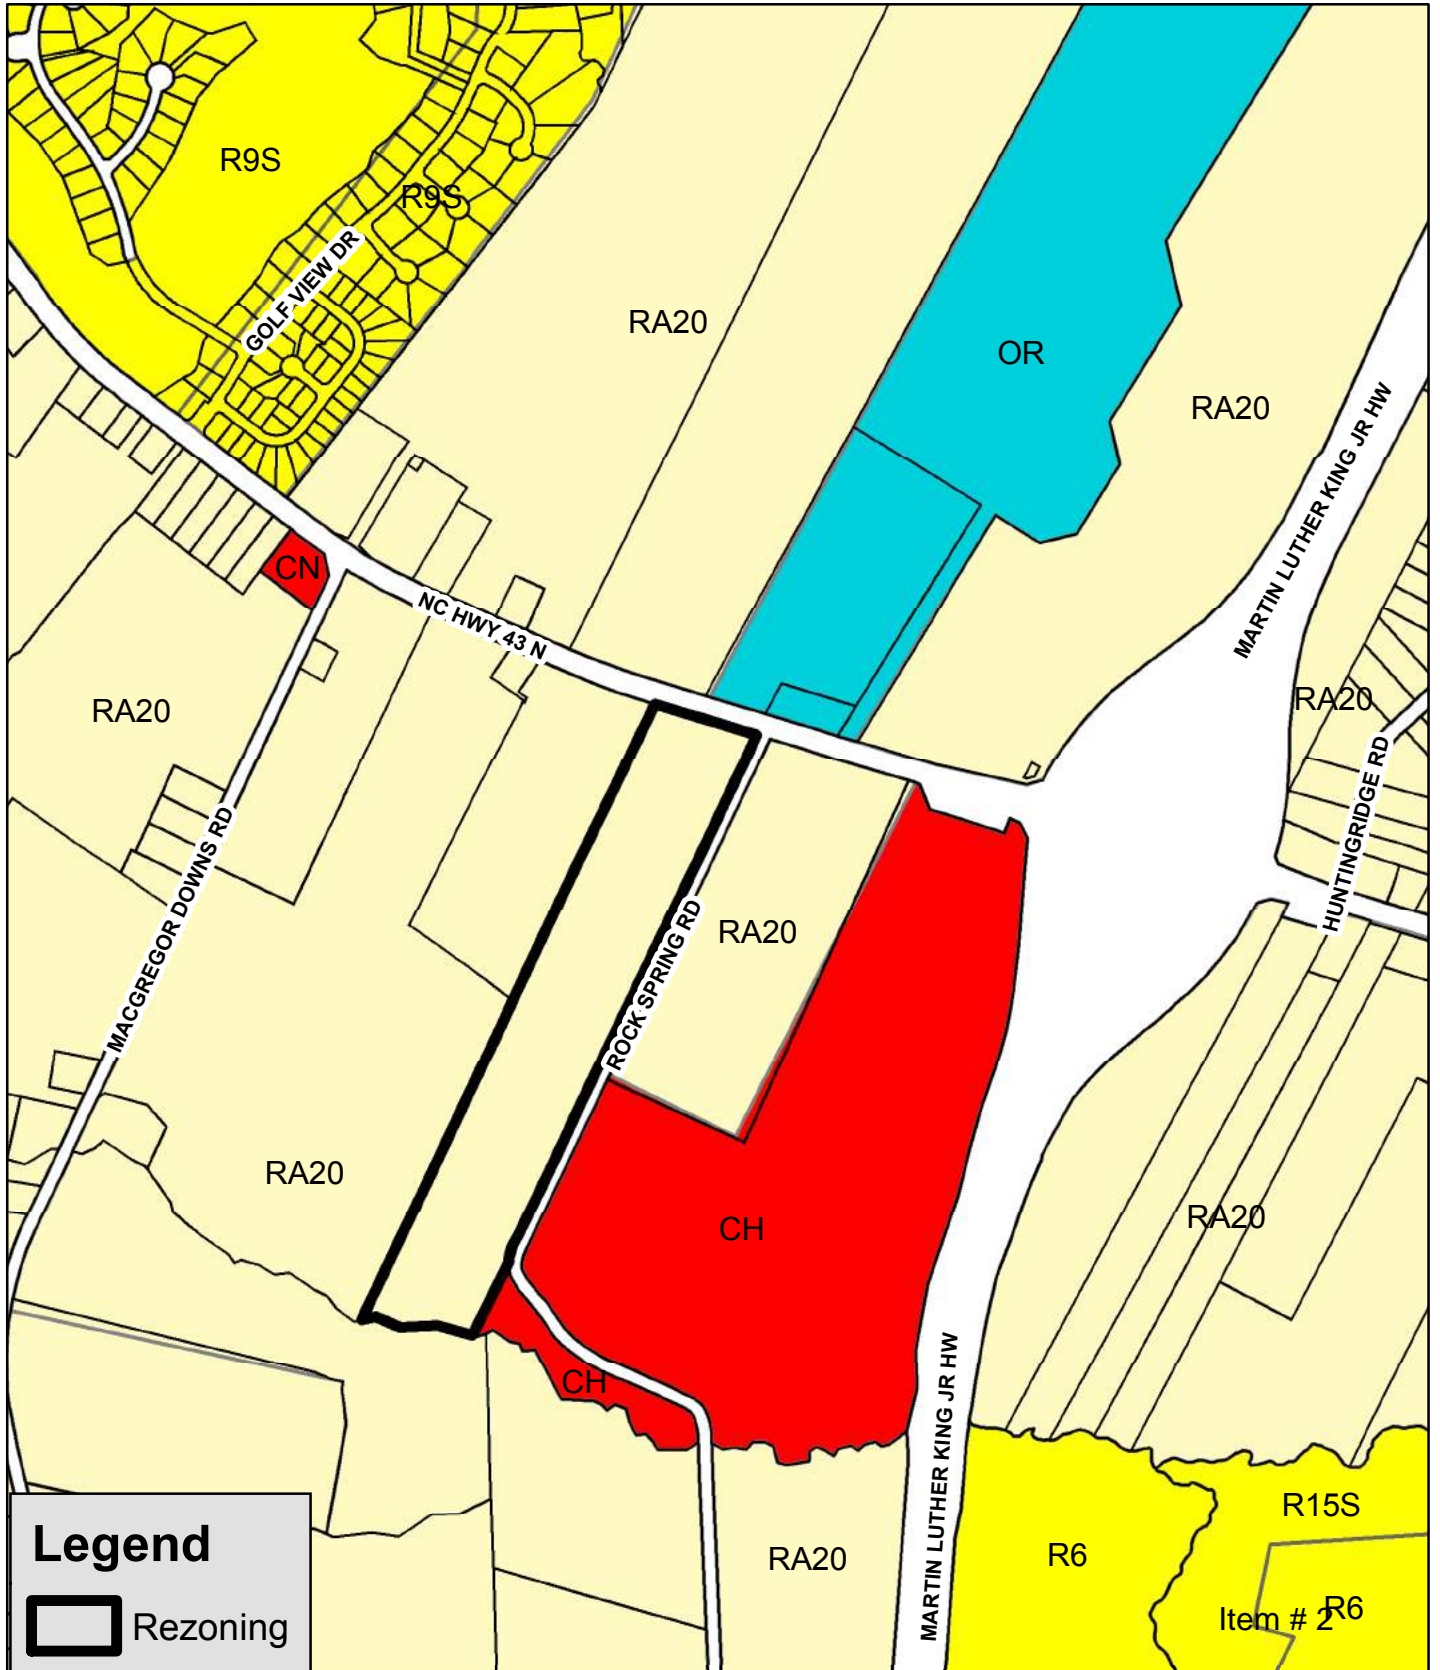 R9S
R9S
GOLF VIEW DR
RA20
OR
RA20
MARTIN LUTHER KING JR HW
CN
NC HWY 43 N
RA20
RA20
HUNTINGRIDGE RD
MACGREGOR DOWNS RD
ROCK SPRING RD
RA20
RA20
CH
RA20
CH
MARTIN LUTHER KING JR HW
R15S
RA20
R6
Item # 2
R6
Legend
Rezoning